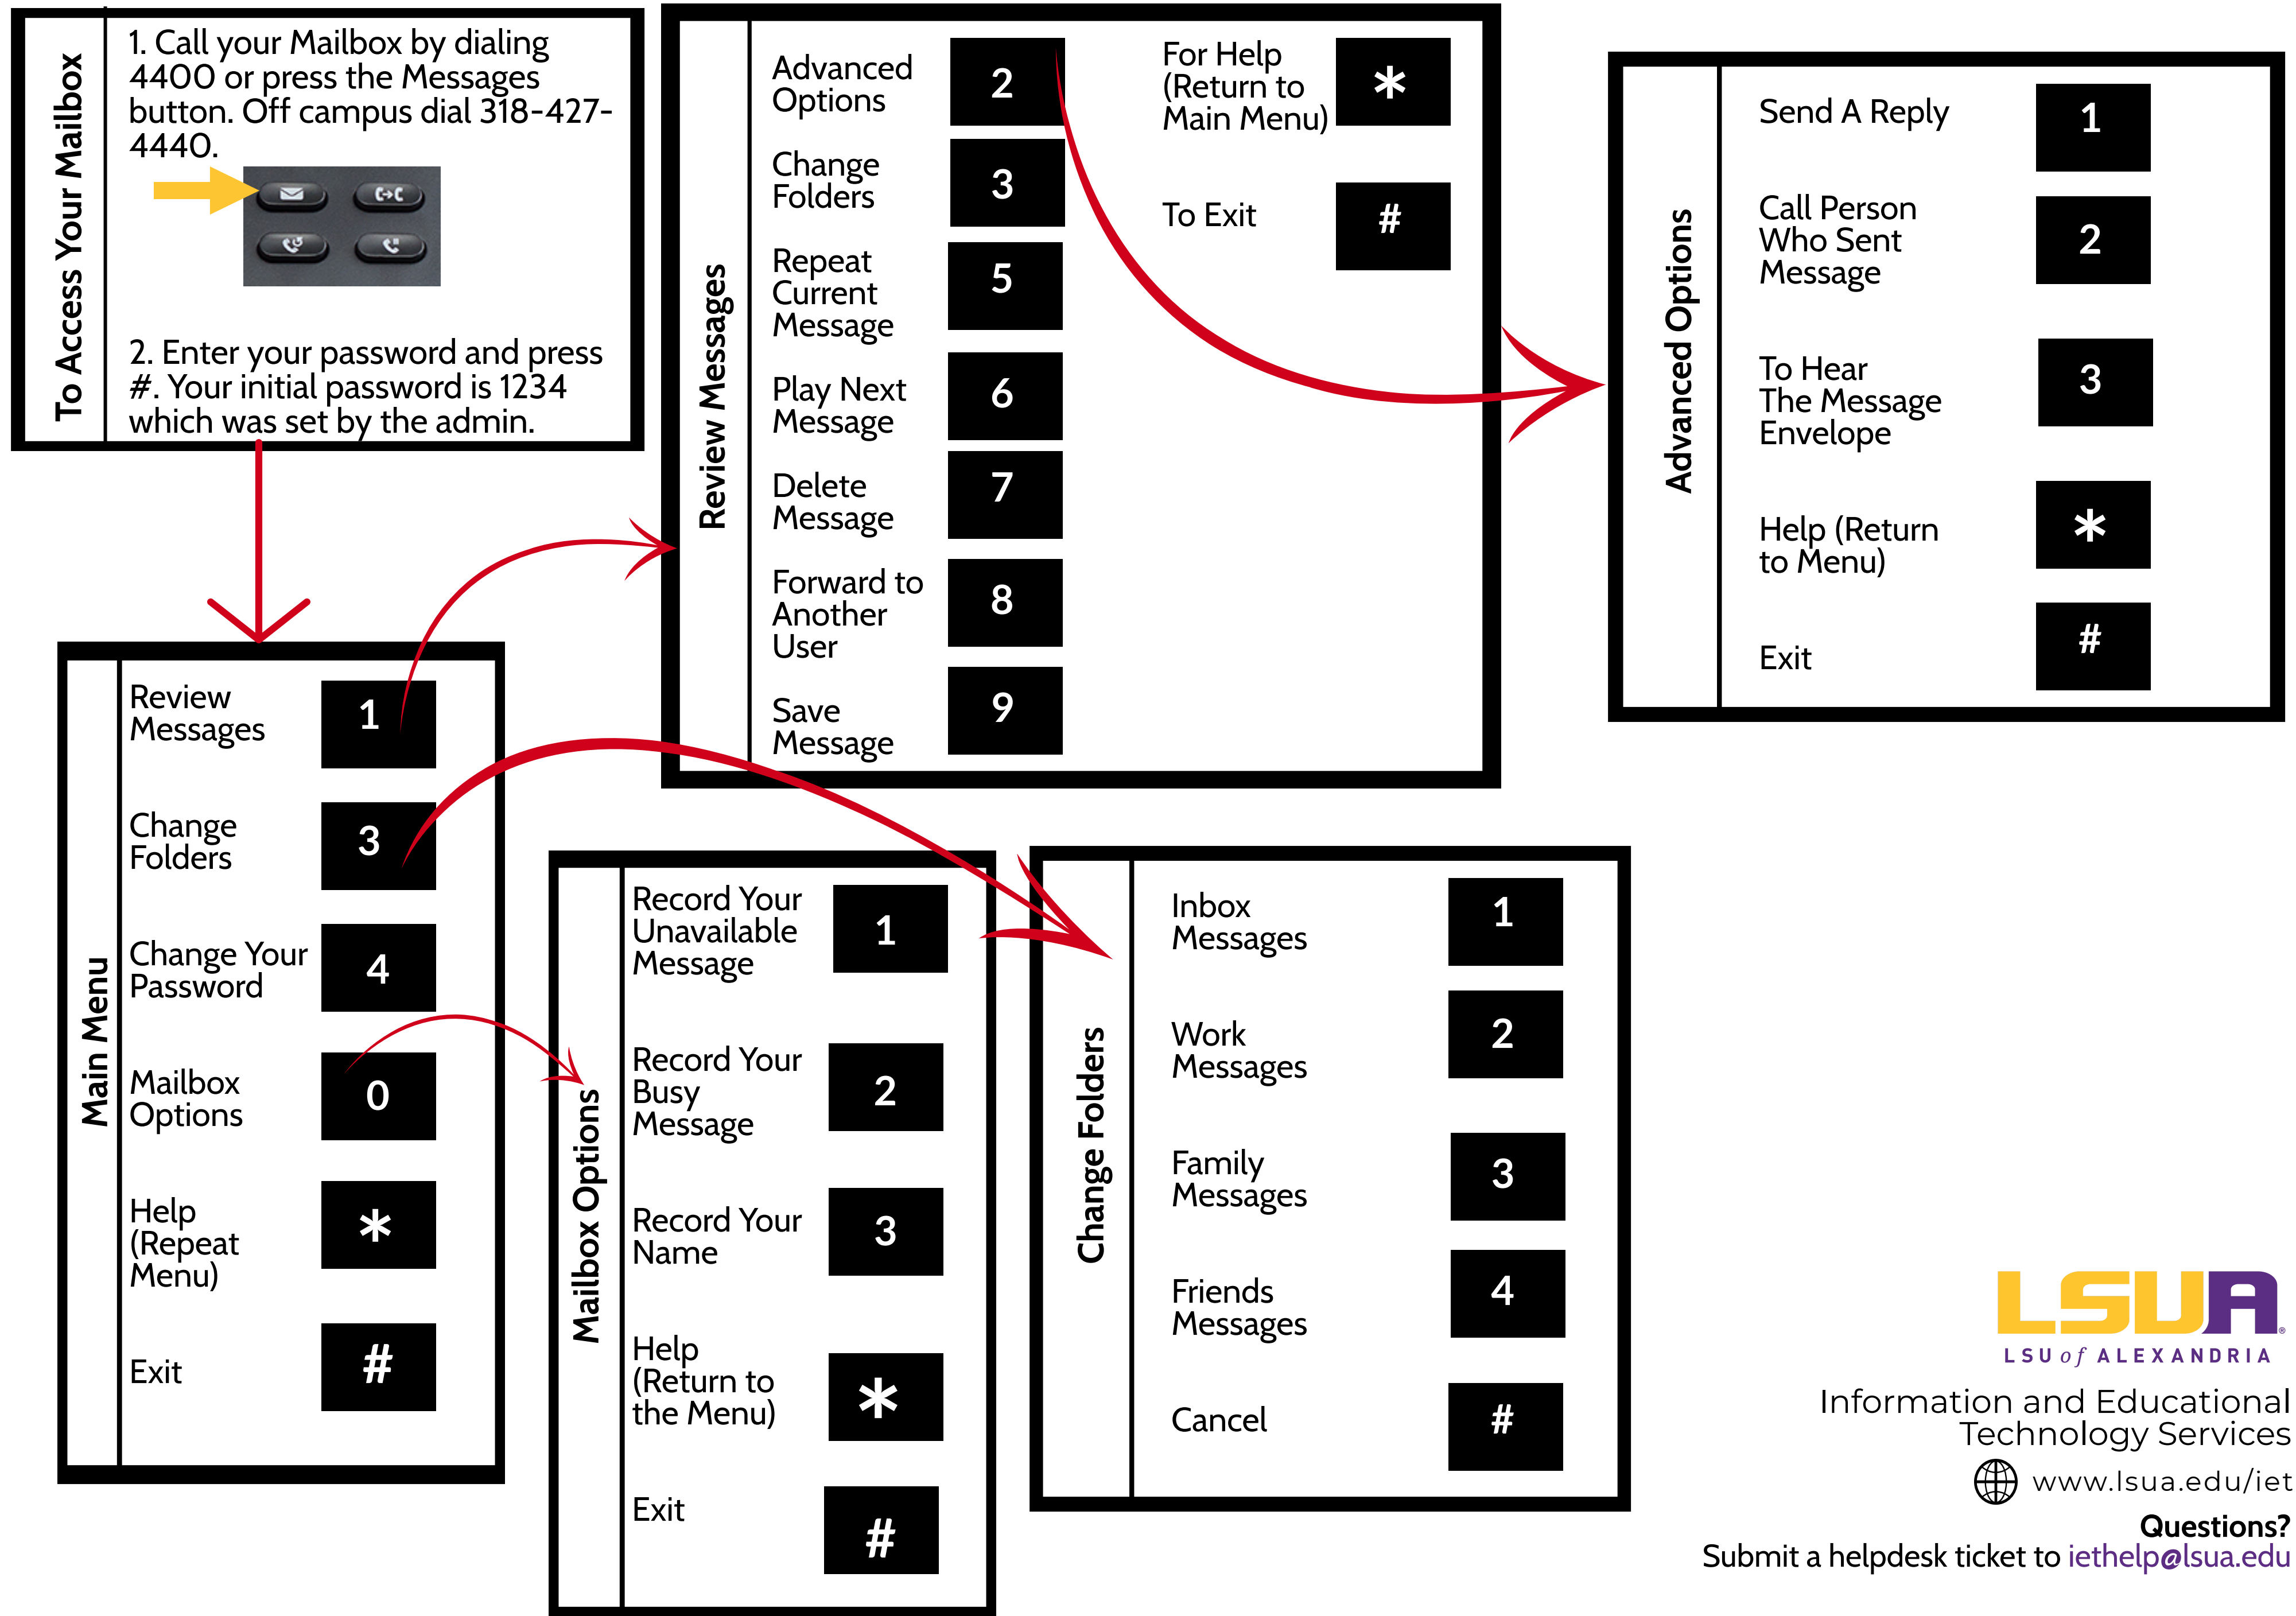 To Access Your Mailbox
1. Call your Mailbox by dialing
4400 or press the Messages
button. Off campus dial 318-427-
4440.
2. Enter your password and press
#. Your initial password is 1234
which was set by the admin.
Main Menu
Review
Messages
1
Change
Folders
3
Change Your
Password
4
Mailbox
Options
0
Help
(Repeat
Menu)
*
Exit
#
Review Messages
Advanced
Options
2
Change
Folders
3
Repeat
Current
Message
5
Play Next
Message
6
Delete
Message
7
Forward to
Another
User
8
Save
Message
9
For Help
(Return to
Main Menu)
*
To Exit
#
Advanced Options
Send A Reply
1
Call Person
Who Sent
Message
2
To Hear
The Message
Envelope
3
Help (Return
to Menu)
*
Exit
#
Mailbox Options
Record Your
Unavailable
Message
1
Record Your
Busy
Message
2
Record Your
Name
3
Help
(Return to
the Menu)
*
Exit
#
Change Folders
Inbox
Messages
1
Work
Messages
2
Family
Messages
3
Friends
Messages
4
Cancel
#
LSUA®
LSU of ALEXANDRIA
Information and Educational
Technology Services
www.lsua.edu/iet
Questions?
Submit a helpdesk ticket to iethelp@lsua.edu